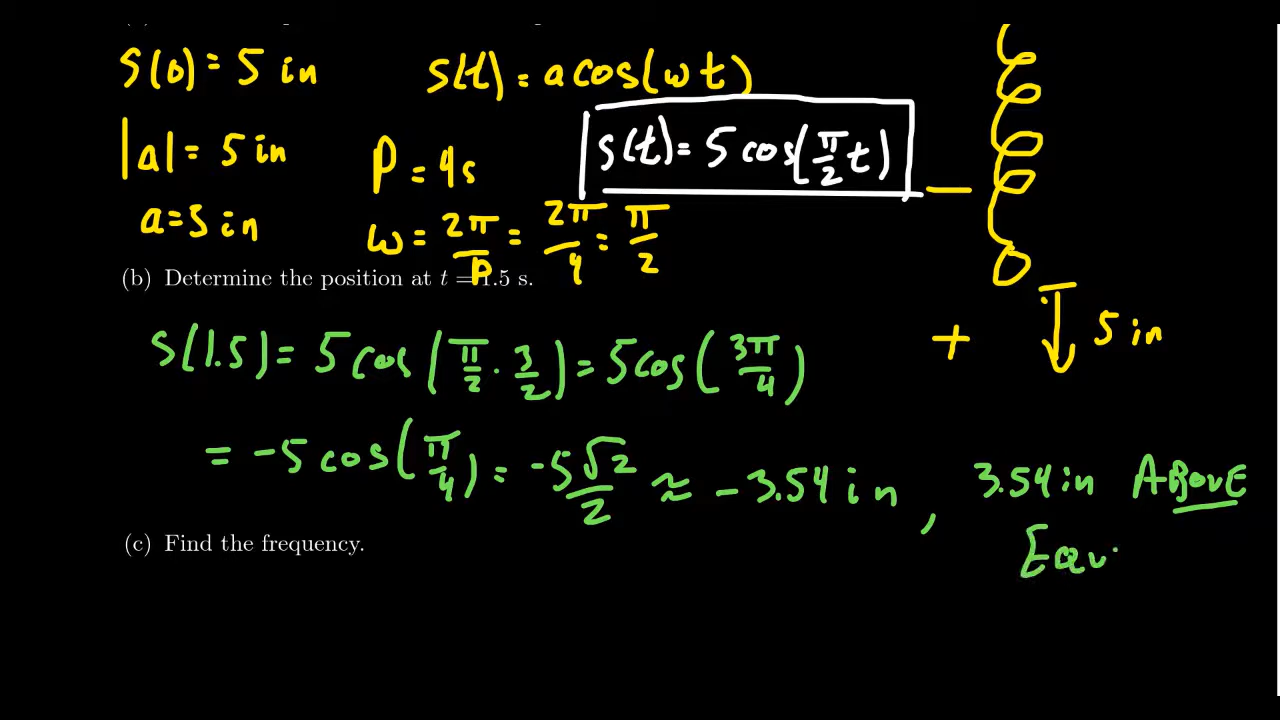 S(0) = 5 in
s(t) = a cos(ω t)
|a| = 5 in
P = 4s
s(t) = 5 cos(π/2 t)
a = 5 in
ω = 2π/P = 2π/4 = π/2
(b) Determine the position at t = 1.5 s.
s(1.5) = 5 cos(π/2 · 3/2) = 5 cos(3π/4)
+
5 in
= -5 cos(π/4) = -5√2/2 ≈ -3.54 in, 3.54 in ABOVE
Equi
(c) Find the frequency.